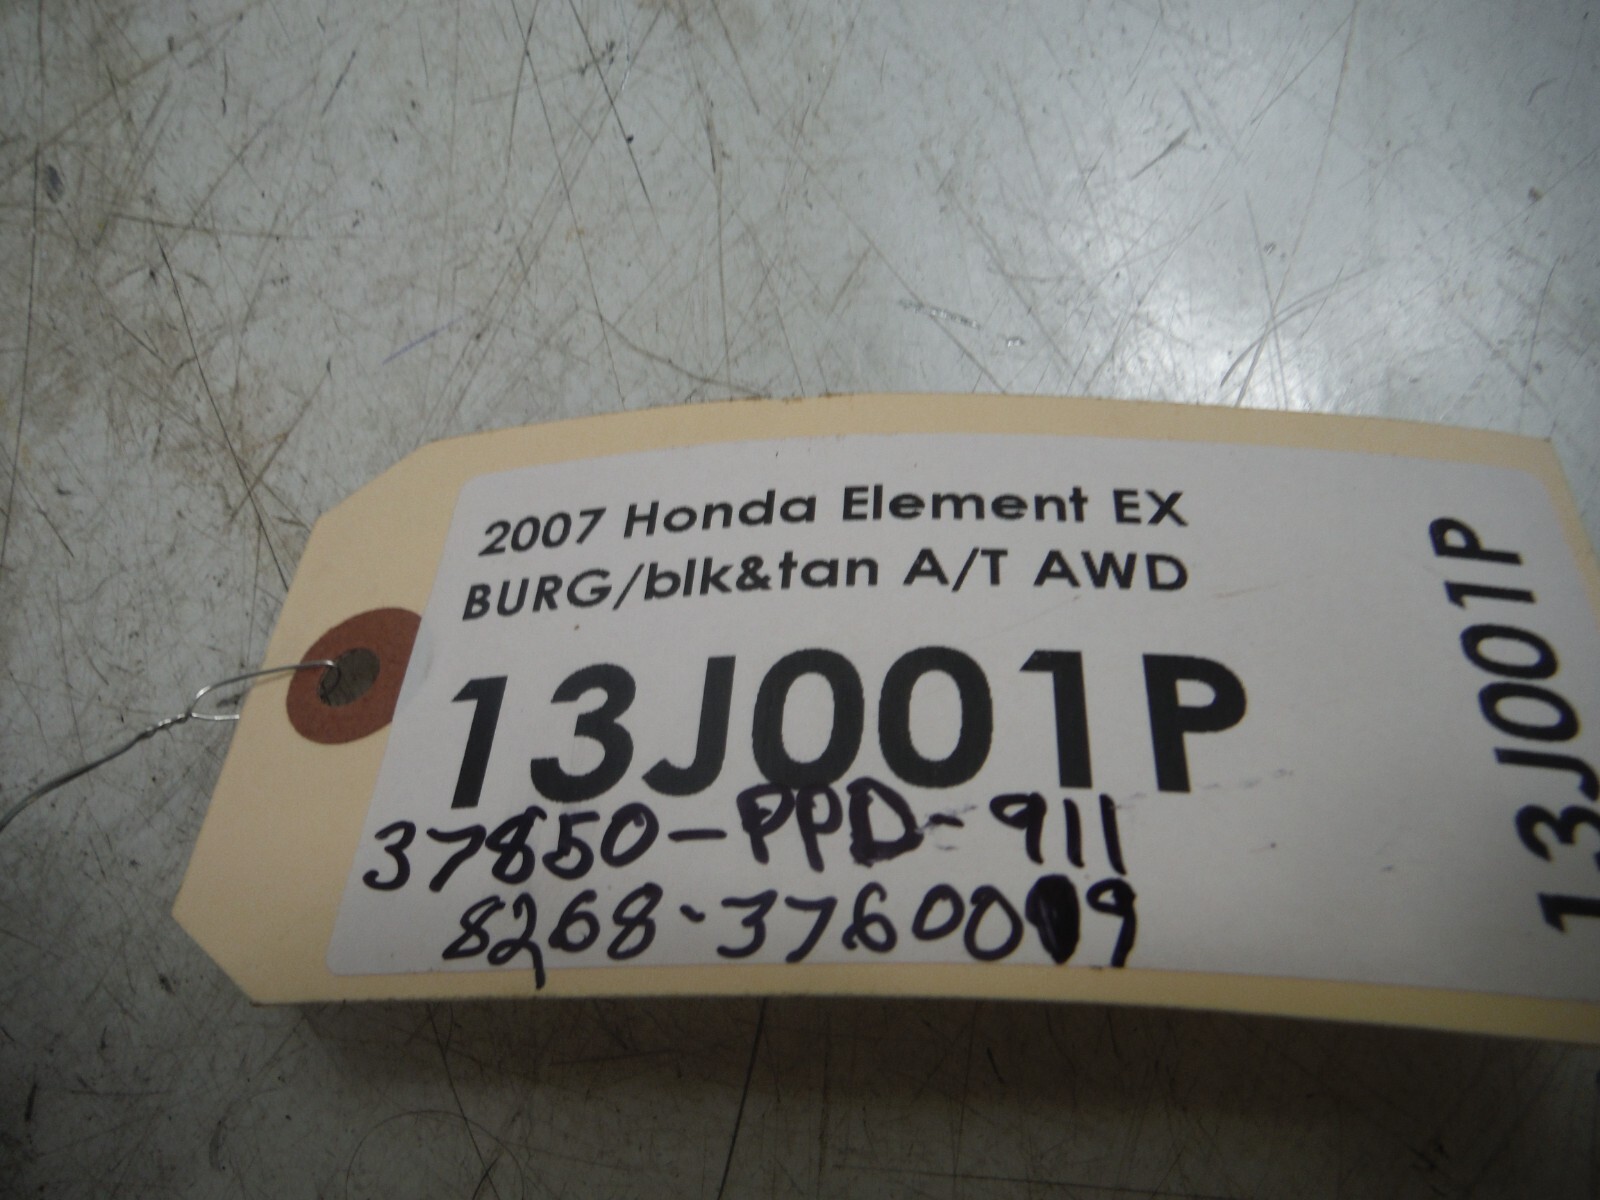 2007 Honda Element EX
BURG/blk&tan A/T AWD
13J001P
37850-PPD-911
13J001P